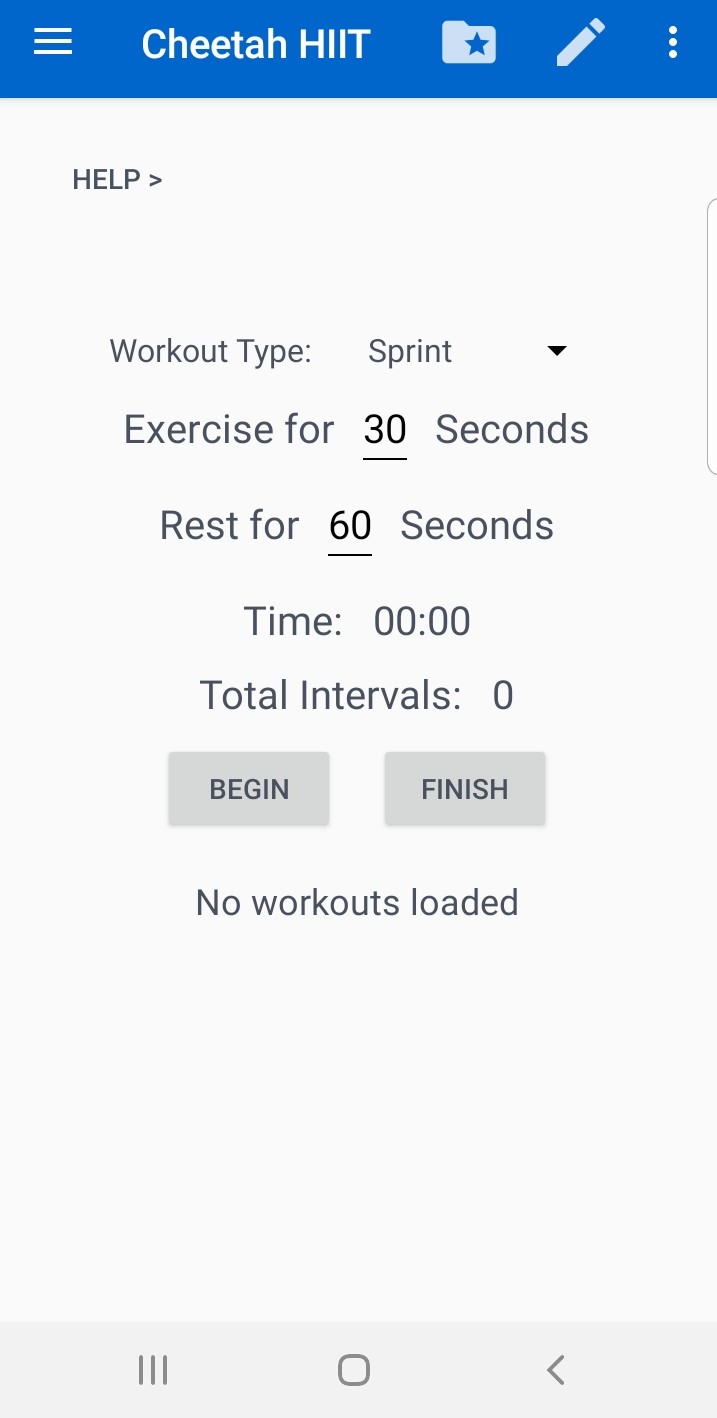 Cheetah HIIT
HELP >
Workout Type: Sprint
Exercise for 30 Seconds
Rest for 60 Seconds
Time: 00:00
Total Intervals: 0
BEGIN FINISH
No workouts loaded